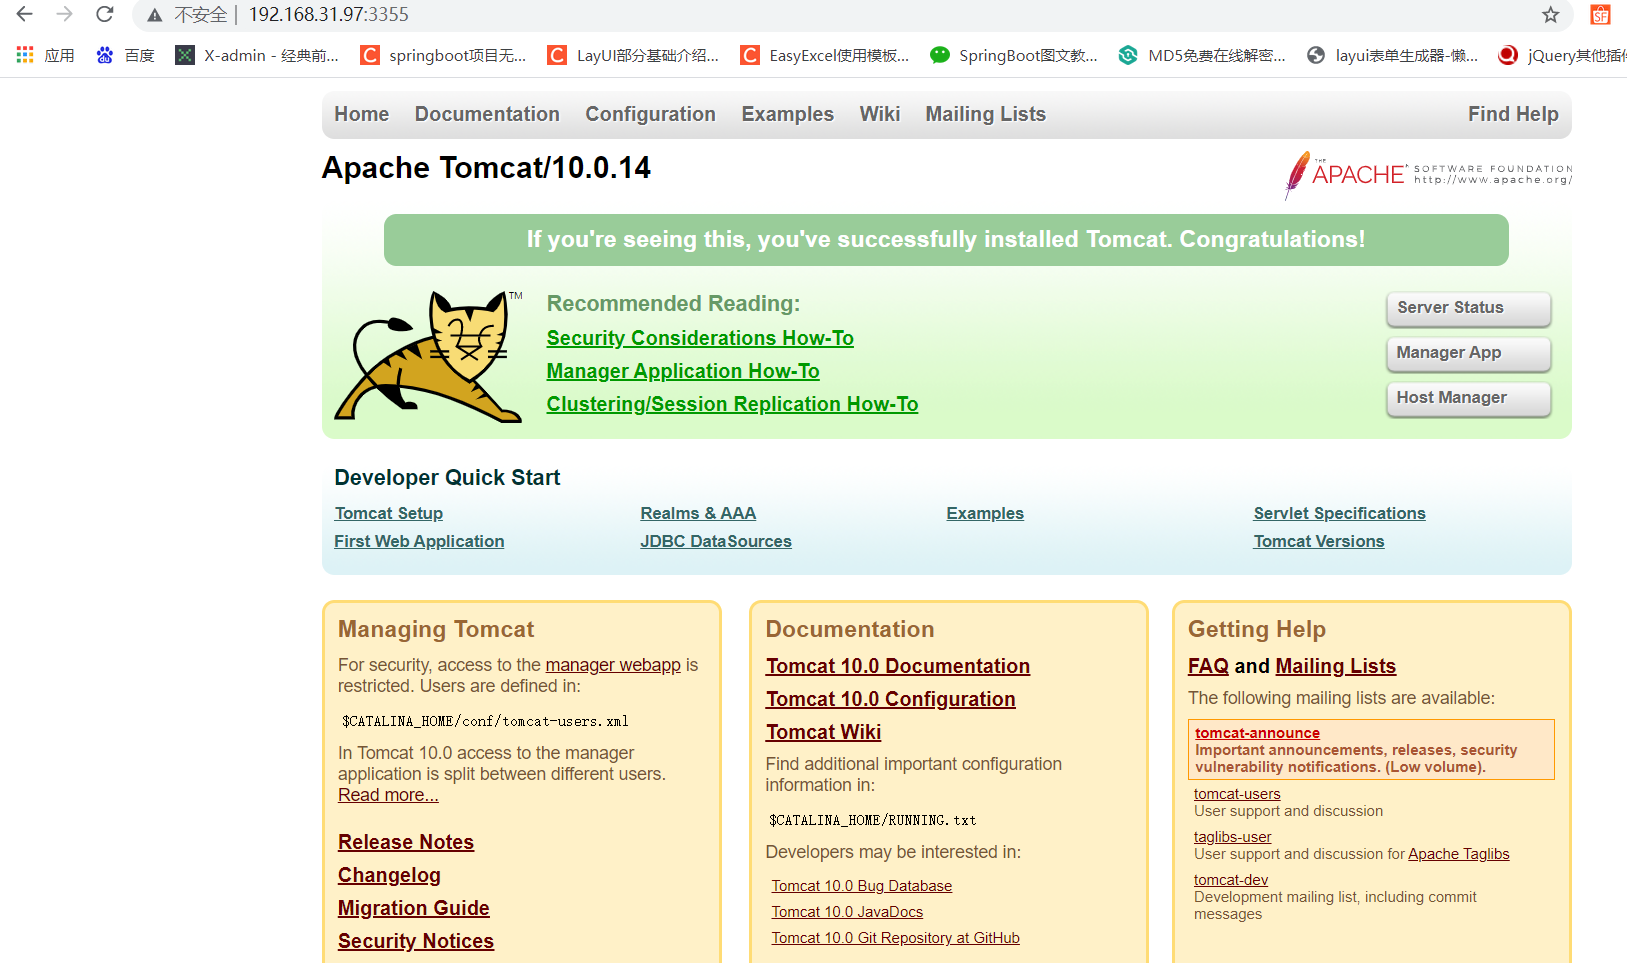 不安全 | 192.168.31.97:3355
应用 百度 X-admin - 经典前... springboot项目无... LayUI部分基础介绍... EasyExcel使用模板... SpringBoot图文教... MD5免费在线解密... layui表单生成器-懒... jQuery其他插件
Home Documentation Configuration Examples Wiki Mailing Lists Find Help
Apache Tomcat/10.0.14
THE APACHE SOFTWARE FOUNDATION
http://www.apache.org/
If you're seeing this, you've successfully installed Tomcat. Congratulations!
TM
Recommended Reading:
Security Considerations How-To
Manager Application How-To
Clustering/Session Replication How-To
Server Status
Manager App
Host Manager
Developer Quick Start
Tomcat Setup Realms & AAA Examples Servlet Specifications
First Web Application JDBC DataSources Tomcat Versions
Managing Tomcat
For security, access to the manager webapp is
restricted. Users are defined in:
$CATALINA_HOME/conf/tomcat-users.xml
In Tomcat 10.0 access to the manager
application is split between different users.
Read more...
Release Notes
Changelog
Migration Guide
Security Notices
Documentation
Tomcat 10.0 Documentation
Tomcat 10.0 Configuration
Tomcat Wiki
Find additional important configuration
information in:
$CATALINA_HOME/RUNNING.txt
Developers may be interested in:
Tomcat 10.0 Bug Database
Tomcat 10.0 JavaDocs
Tomcat 10.0 Git Repository at GitHub
Getting Help
FAQ and Mailing Lists
The following mailing lists are available:
tomcat-announce
Important announcements, releases, security
vulnerability notifications. (Low volume).
tomcat-users
User support and discussion
taglibs-user
User support and discussion for Apache Taglibs
tomcat-dev
Development mailing list, including commit
messages